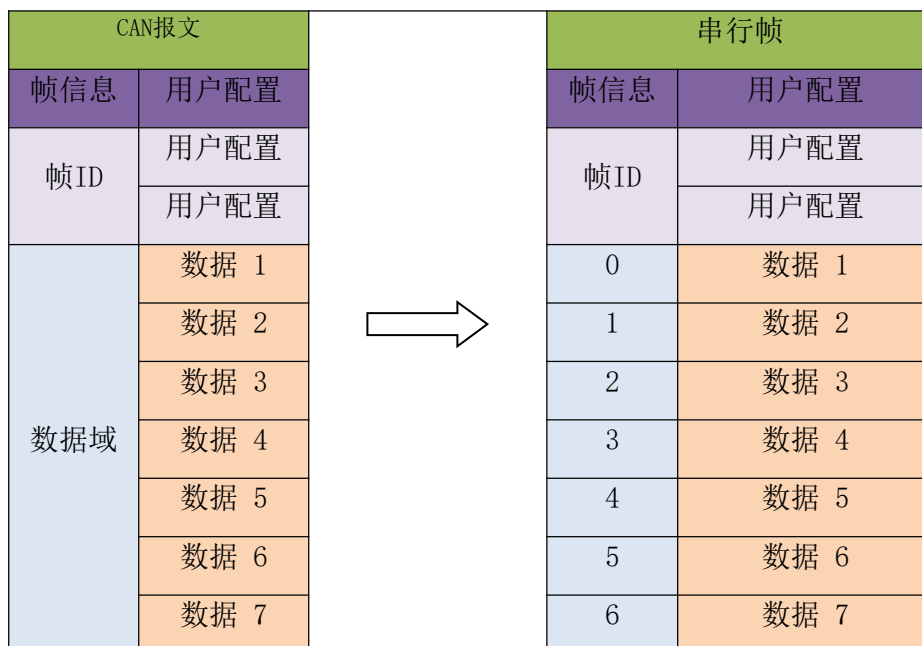 CAN报文 串行帧
帧信息 用户配置 帧信息 用户配置
帧ID 用户配置 帧ID 用户配置
用户配置 用户配置
数据域 数据 1 0 数据 1
数据 2 1 数据 2
数据 3 2 数据 3
数据 4 3 数据 4
数据 5 4 数据 5
数据 6 5 数据 6
数据 7 6 数据 7